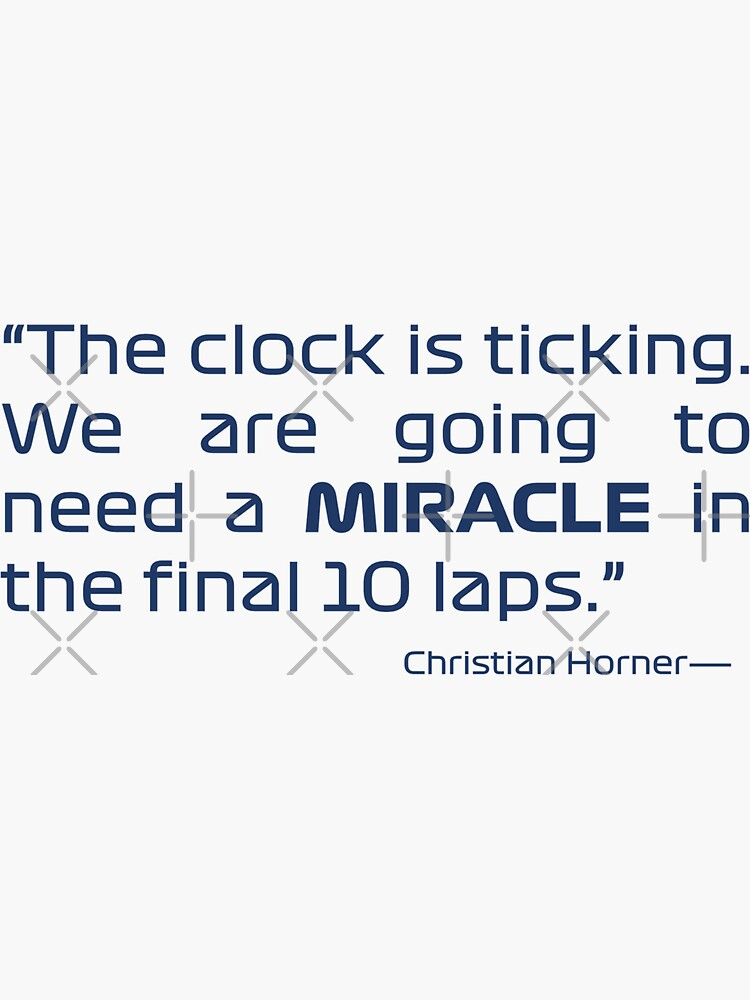 “The clock is ticking.
We are going to
need a MIRACLE in
the final 10 laps.”
Christian Horner—